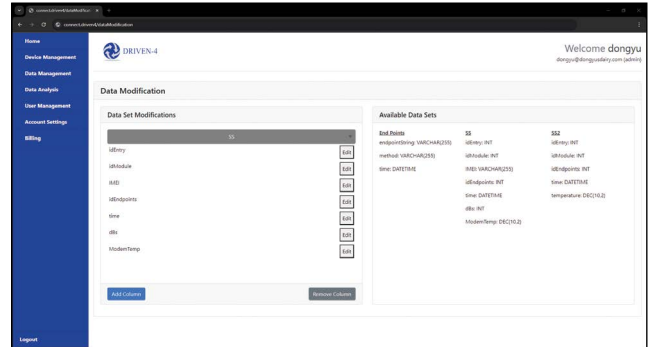 connect.driven4/dataModificati
connect.driven4/dataModification
Home
Device Management
Data Management
Data Analysis
User Management
Account Settings
Billing
Logout
DRIVEN-4
Welcome dongyu
dongyu@dongyusdairy.com (admin)
Data Modification
Data Set Modifications
SS
idEntry Edit
idModule Edit
IMEI Edit
idEndpoints Edit
time Edit
dBs Edit
ModemTemp Edit
Add Column Remove Column
Available Data Sets
End Points
endpointString: VARCHAR(255)
method: VARCHAR(255)
time: DATETIME
SS
idEntry: INT
idModule: INT
IMEI: VARCHAR(255)
idEndpoints: INT
time: DATETIME
dBs: INT
ModemTemp: DEC(10,2)
SS2
idEntry: INT
idModule: INT
idEndpoints: INT
time: DATETIME
temperature: DEC(10,2)